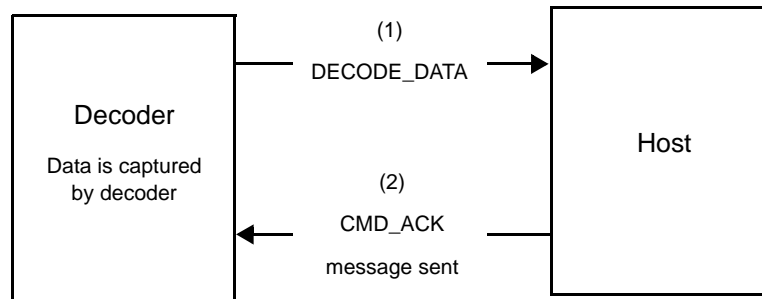 Decoder
Data is captured
by decoder
(1)
DECODE_DATA
(2)
CMD_ACK
message sent
Host